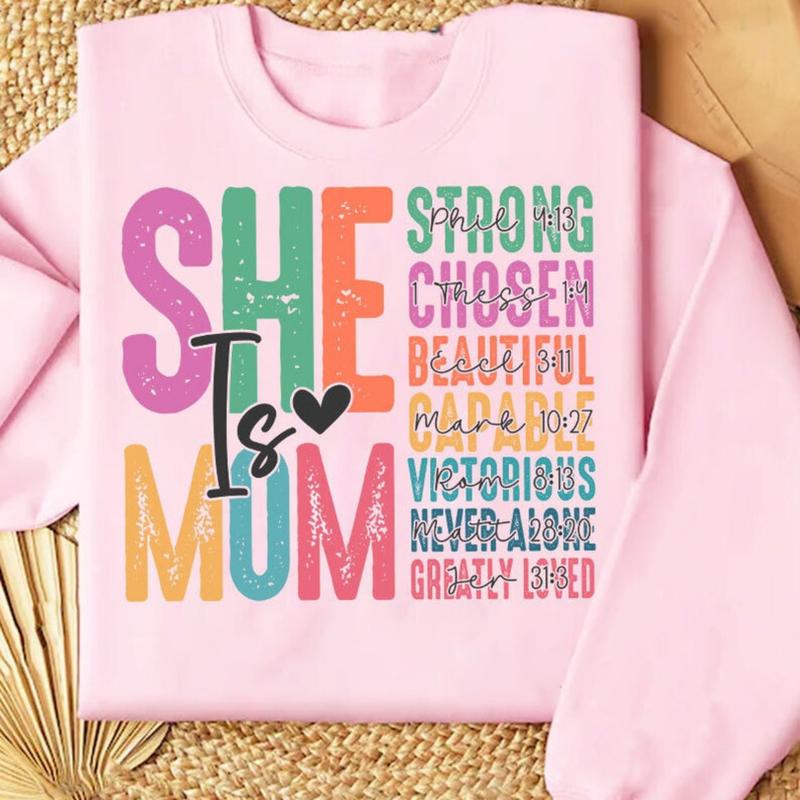 SHE
Is
MOM
STRONG
Phil 4:13
CHOSEN
1 Thess 1:4
BEAUTIFUL
Eccl 3:11
CAPABLE
Mark 10:27
VICTORIOUS
Rom 8:13
NEVER ALONE
Matt 28:20
GREATLY LOVED
Jer 31:3